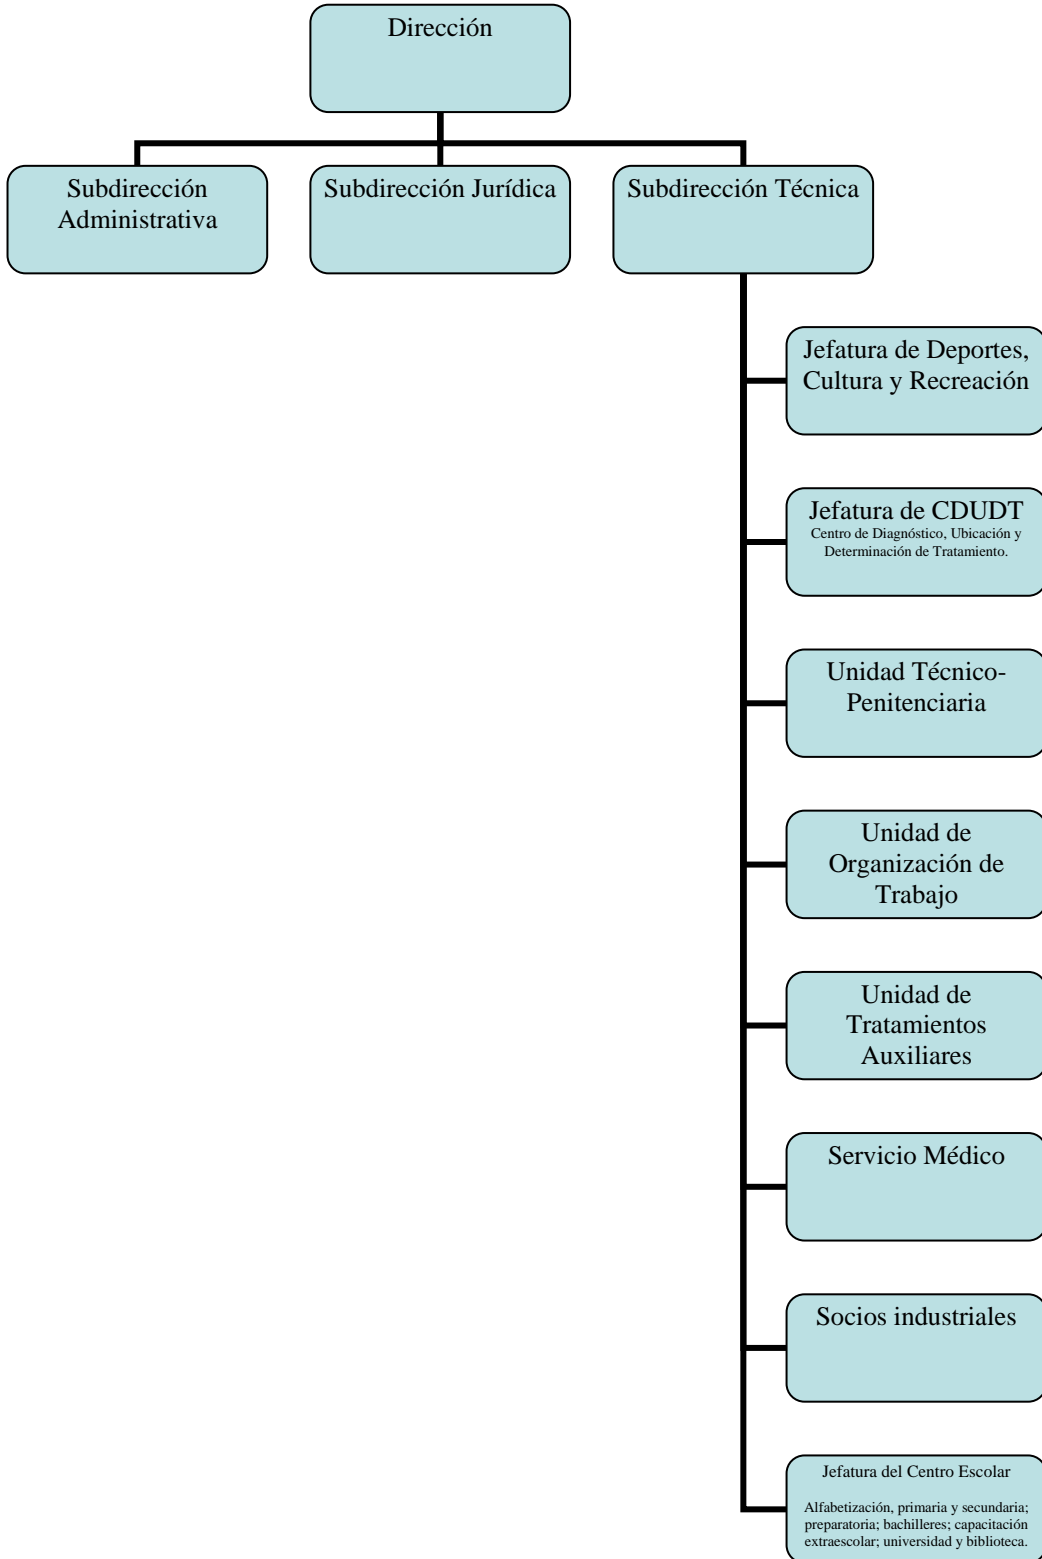 Dirección
Subdirección
Administrativa
Subdirección Jurídica
Subdirección Técnica
Jefatura de Deportes,
Cultura y Recreación
Jefatura de CDUDT
Centro de Diagnóstico, Ubicación y
Determinación de Tratamiento.
Unidad Técnico-
Penitenciaria
Unidad de
Organización de
Trabajo
Unidad de
Tratamientos
Auxiliares
Servicio Médico
Socios industriales
Jefatura del Centro Escolar
Alfabetización, primaria y secundaria;
preparatoria; bachilleres; capacitación
extraescolar; universidad y biblioteca.